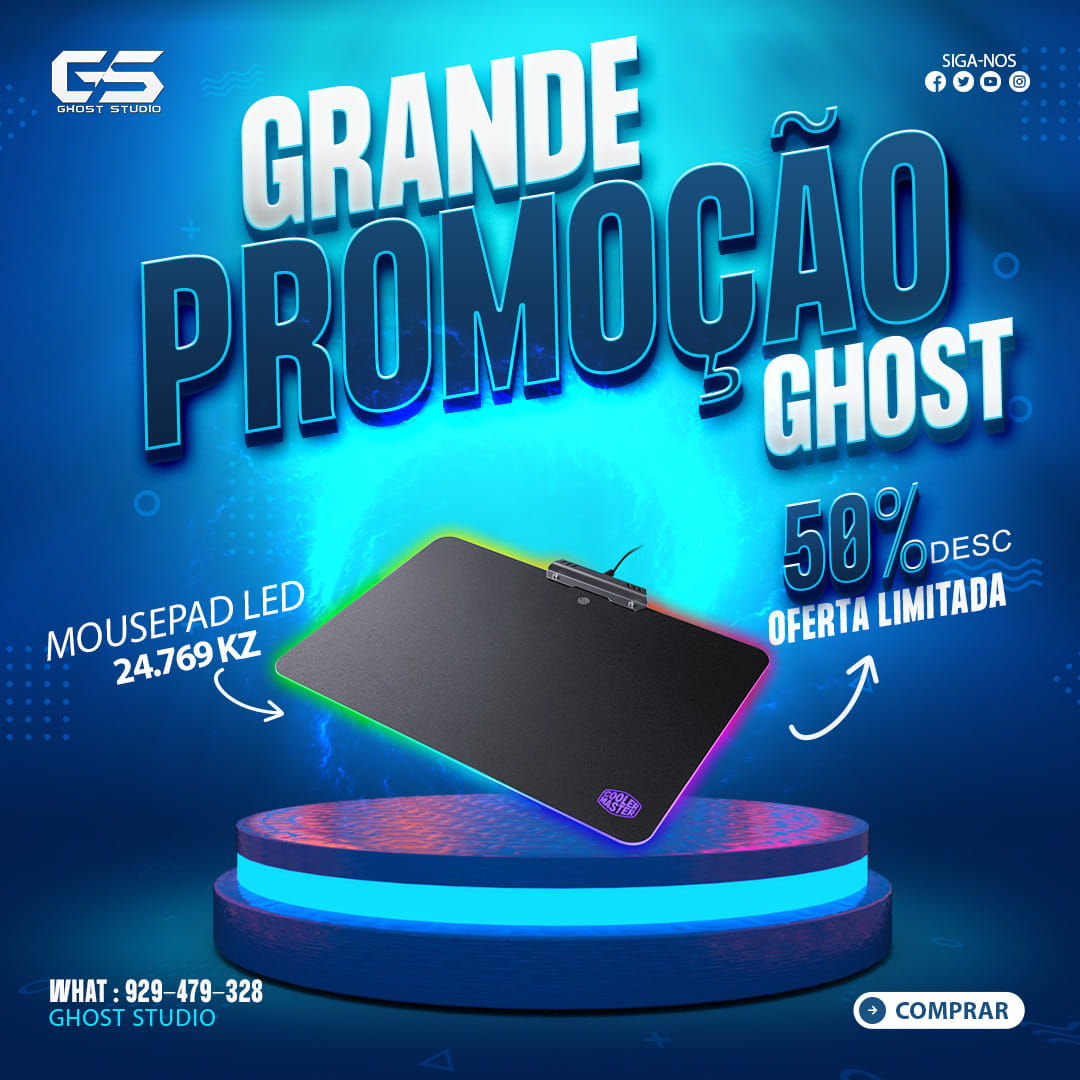 GS
GHOST STUDIO
SIGA-NOS
GRANDE
PROMOÇÃO
GHOST
50% DESC
OFERTA LIMITADA
MOUSEPAD LED
24.769 KZ
COOLER
MASTER
WHAT : 929-479-328
GHOST STUDIO
COMPRAR